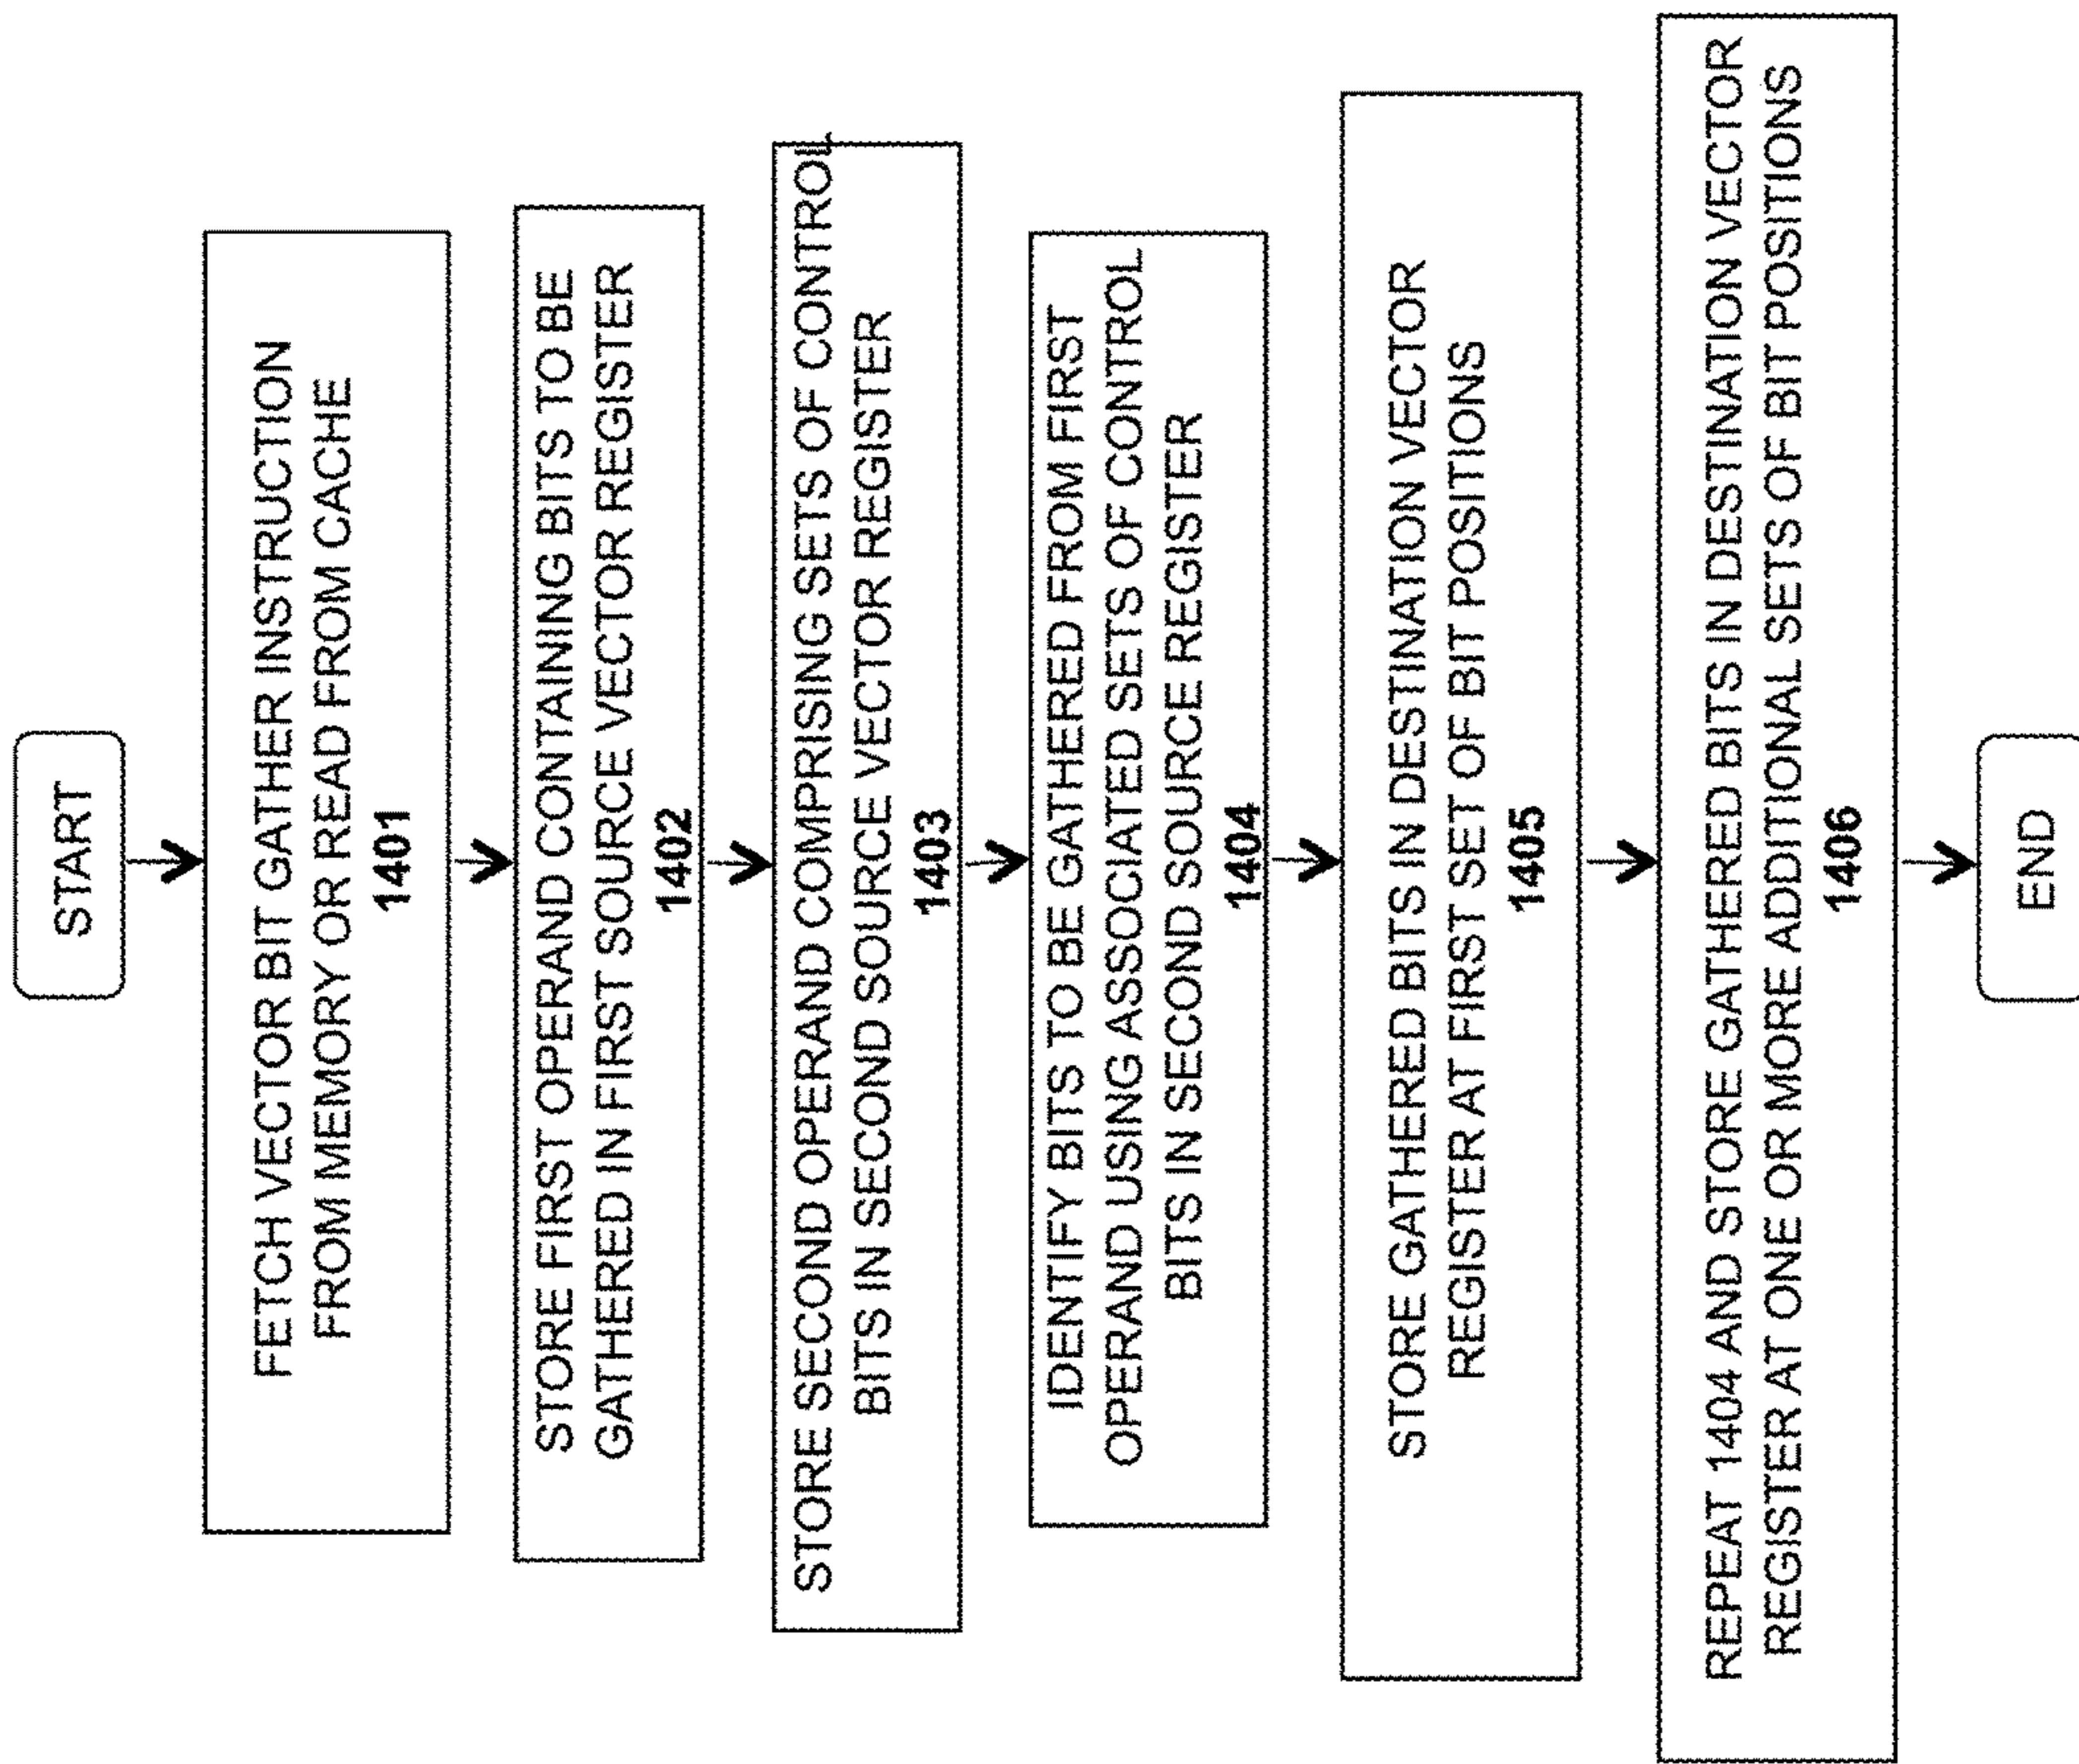 START
FETCH VECTOR BIT GATHER INSTRUCTION
FROM MEMORY OR READ FROM CACHE
1401
STORE FIRST OPERAND CONTAINING BITS TO BE
GATHERED IN FIRST SOURCE VECTOR REGISTER
1402
STORE SECOND OPERAND COMPRISING SETS OF CONTROL
BITS IN SECOND SOURCE VECTOR REGISTER
1403
IDENTIFY BITS TO BE GATHERED FROM FIRST
OPERAND USING ASSOCIATED SETS OF CONTROL
BITS IN SECOND SOURCE REGISTER
1404
STORE GATHERED BITS IN DESTINATION VECTOR
REGISTER AT FIRST SET OF BIT POSITIONS
1405
REPEAT 1404 AND STORE GATHERED BITS IN DESTINATION VECTOR
REGISTER AT ONE OR MORE ADDITIONAL SETS OF BIT POSITIONS
1406
END